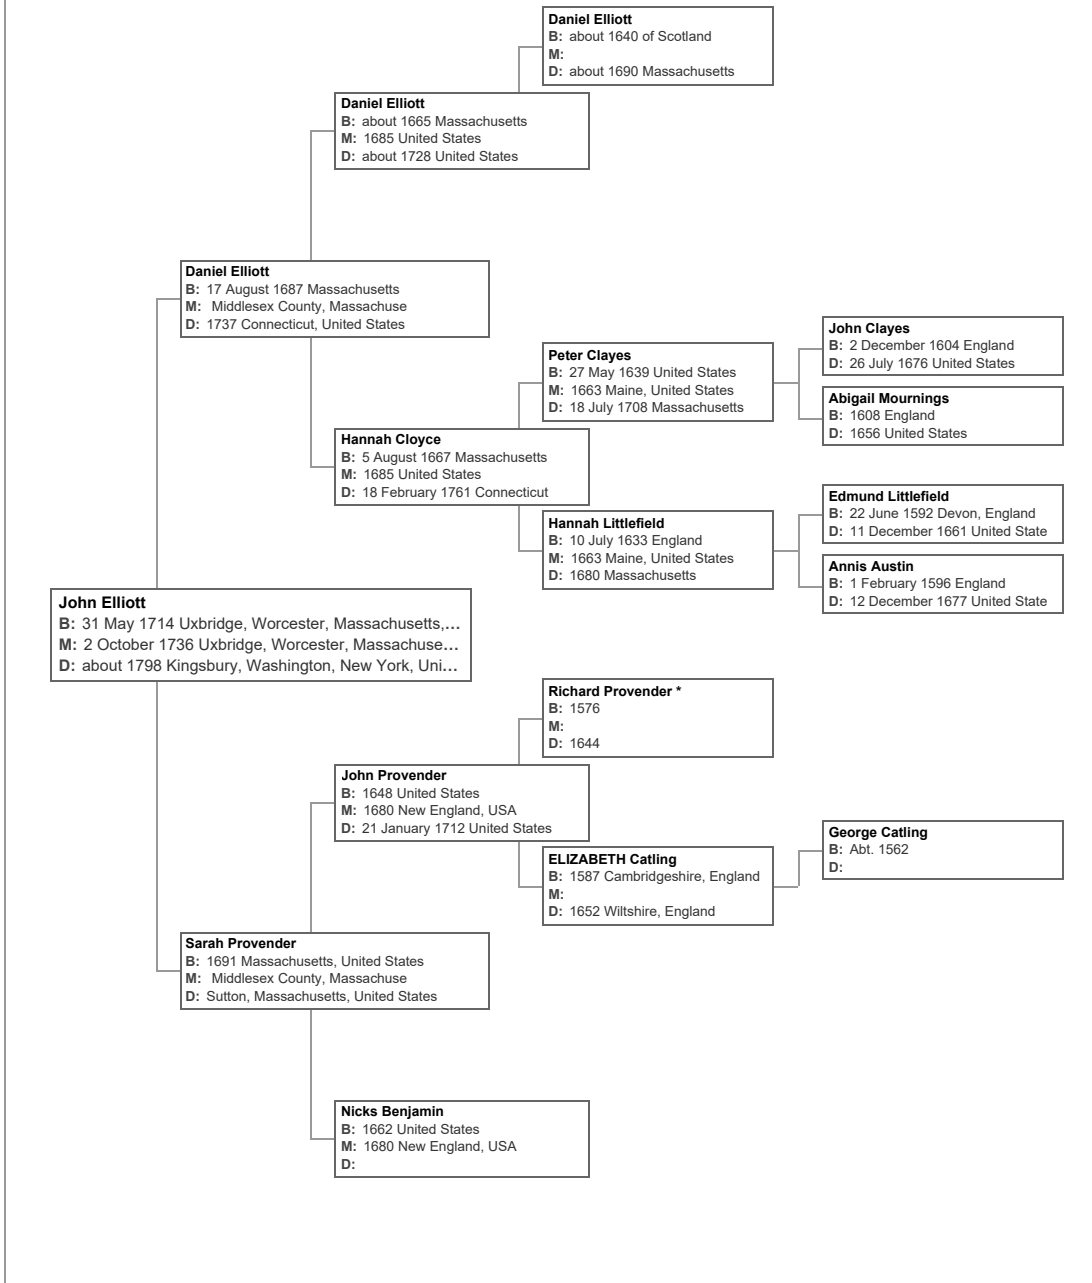 Daniel Elliott
B: about 1640 of Scotland
M:
D: about 1690 Massachusetts
Daniel Elliott
B: about 1665 Massachusetts
M: 1685 United States
D: about 1728 United States
Daniel Elliott
B: 17 August 1687 Massachusetts
M: Middlesex County, Massachuse
D: 1737 Connecticut, United States
John Clayes
B: 2 December 1604 England
D: 26 July 1676 United States
Peter Clayes
B: 27 May 1639 United States
M: 1663 Maine, United States
D: 18 July 1708 Massachusetts
Abigail Mournings
B: 1608 England
D: 1656 United States
Hannah Cloyce
B: 5 August 1667 Massachusetts
M: 1685 United States
D: 18 February 1761 Connecticut
Edmund Littlefield
B: 22 June 1592 Devon, England
D: 11 December 1661 United State
Hannah Littlefield
B: 10 July 1633 England
M: 1663 Maine, United States
D: 1680 Massachusetts
Annis Austin
B: 1 February 1596 England
D: 12 December 1677 United State
John Elliott
B: 31 May 1714 Uxbridge, Worcester, Massachusetts,...
M: 2 October 1736 Uxbridge, Worcester, Massachuse...
D: about 1798 Kingsbury, Washington, New York, Uni...
Richard Provender *
B: 1576
M:
D: 1644
John Provender
B: 1648 United States
M: 1680 New England, USA
D: 21 January 1712 United States
George Catling
B: Abt. 1562
D:
ELIZABETH Catling
B: 1587 Cambridgeshire, England
M:
D: 1652 Wiltshire, England
Sarah Provender
B: 1691 Massachusetts, United States
M: Middlesex County, Massachuse
D: Sutton, Massachusetts, United States
Nicks Benjamin
B: 1662 United States
M: 1680 New England, USA
D: